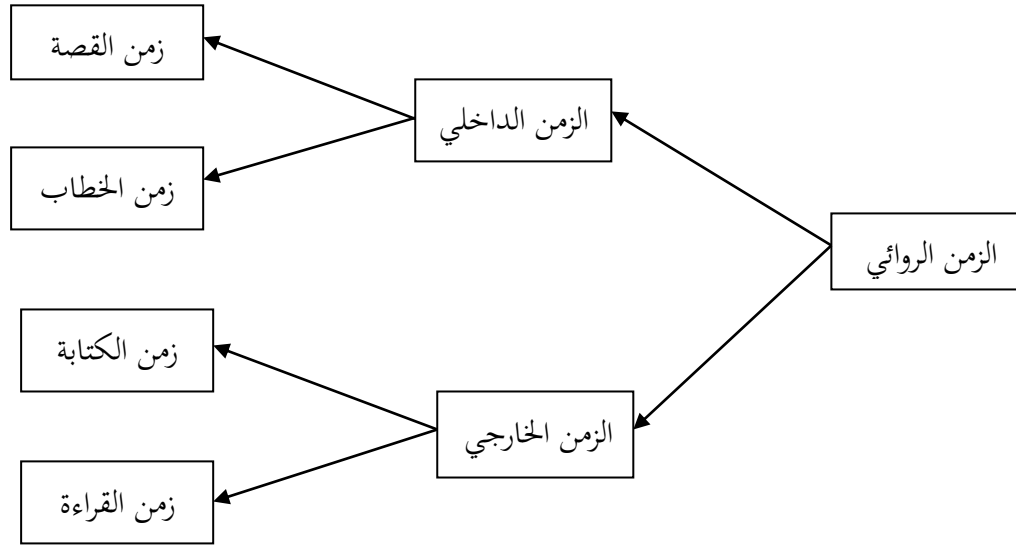 الزمن الروائي
الزمن الداخلي
زمن القصة
زمن الخطاب
الزمن الخارجي
زمن الكتابة
زمن القراءة